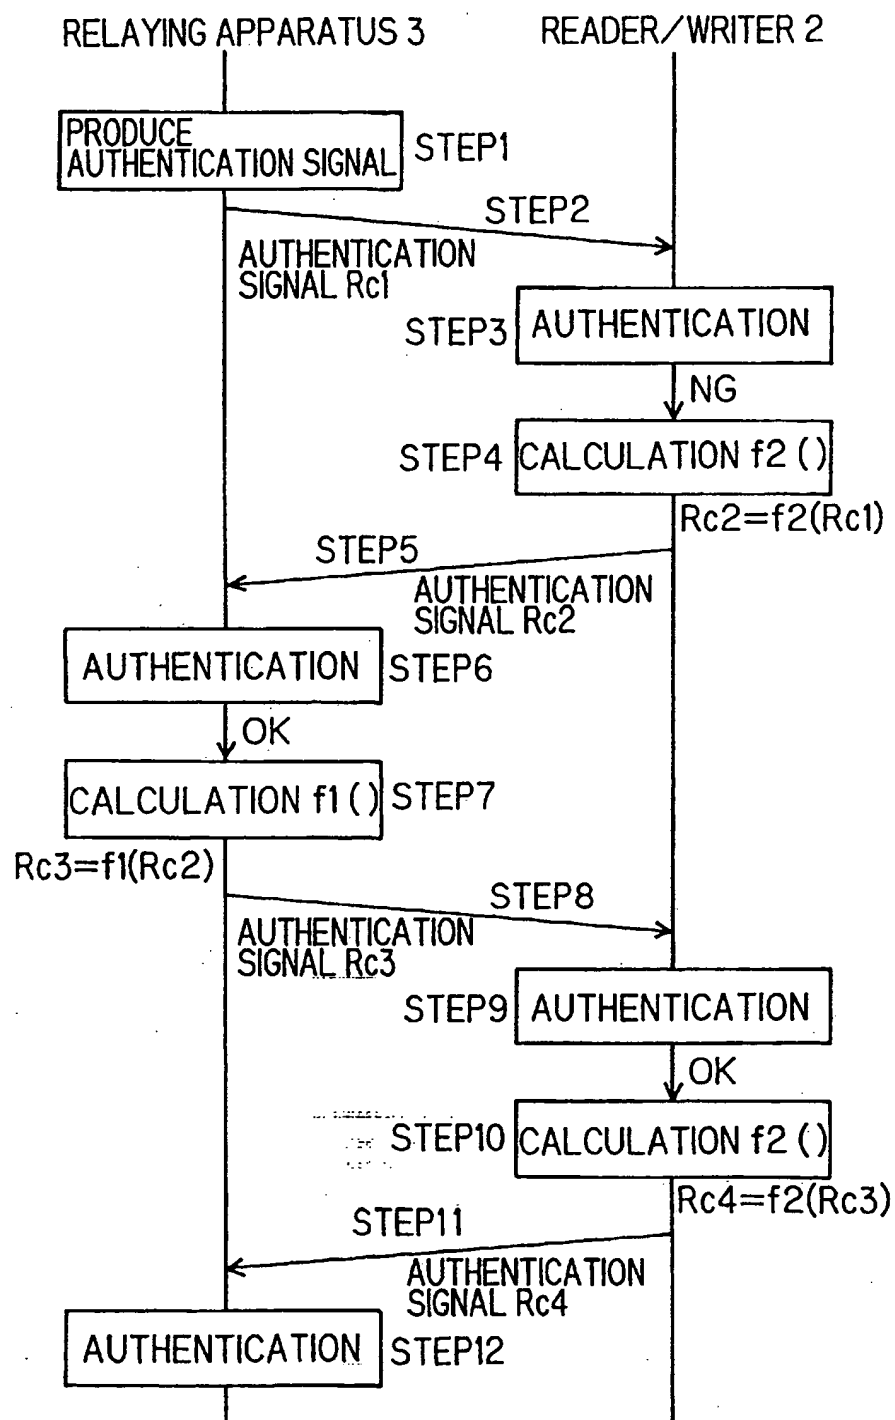 RELAYING APPARATUS 3
READER/WRITER 2
PRODUCE
AUTHENTICATION SIGNAL
STEP1
STEP2
AUTHENTICATION
SIGNAL Rc1
STEP3
AUTHENTICATION
NG
STEP4
CALCULATION f2 ( )
Rc2=f2(Rc1)
STEP5
AUTHENTICATION
SIGNAL Rc2
AUTHENTICATION
STEP6
OK
CALCULATION f1 ( )
STEP7
Rc3=f1(Rc2)
STEP8
AUTHENTICATION
SIGNAL Rc3
STEP9
AUTHENTICATION
OK
STEP10
CALCULATION f2 ( )
Rc4=f2(Rc3)
STEP11
AUTHENTICATION
SIGNAL Rc4
AUTHENTICATION
STEP12